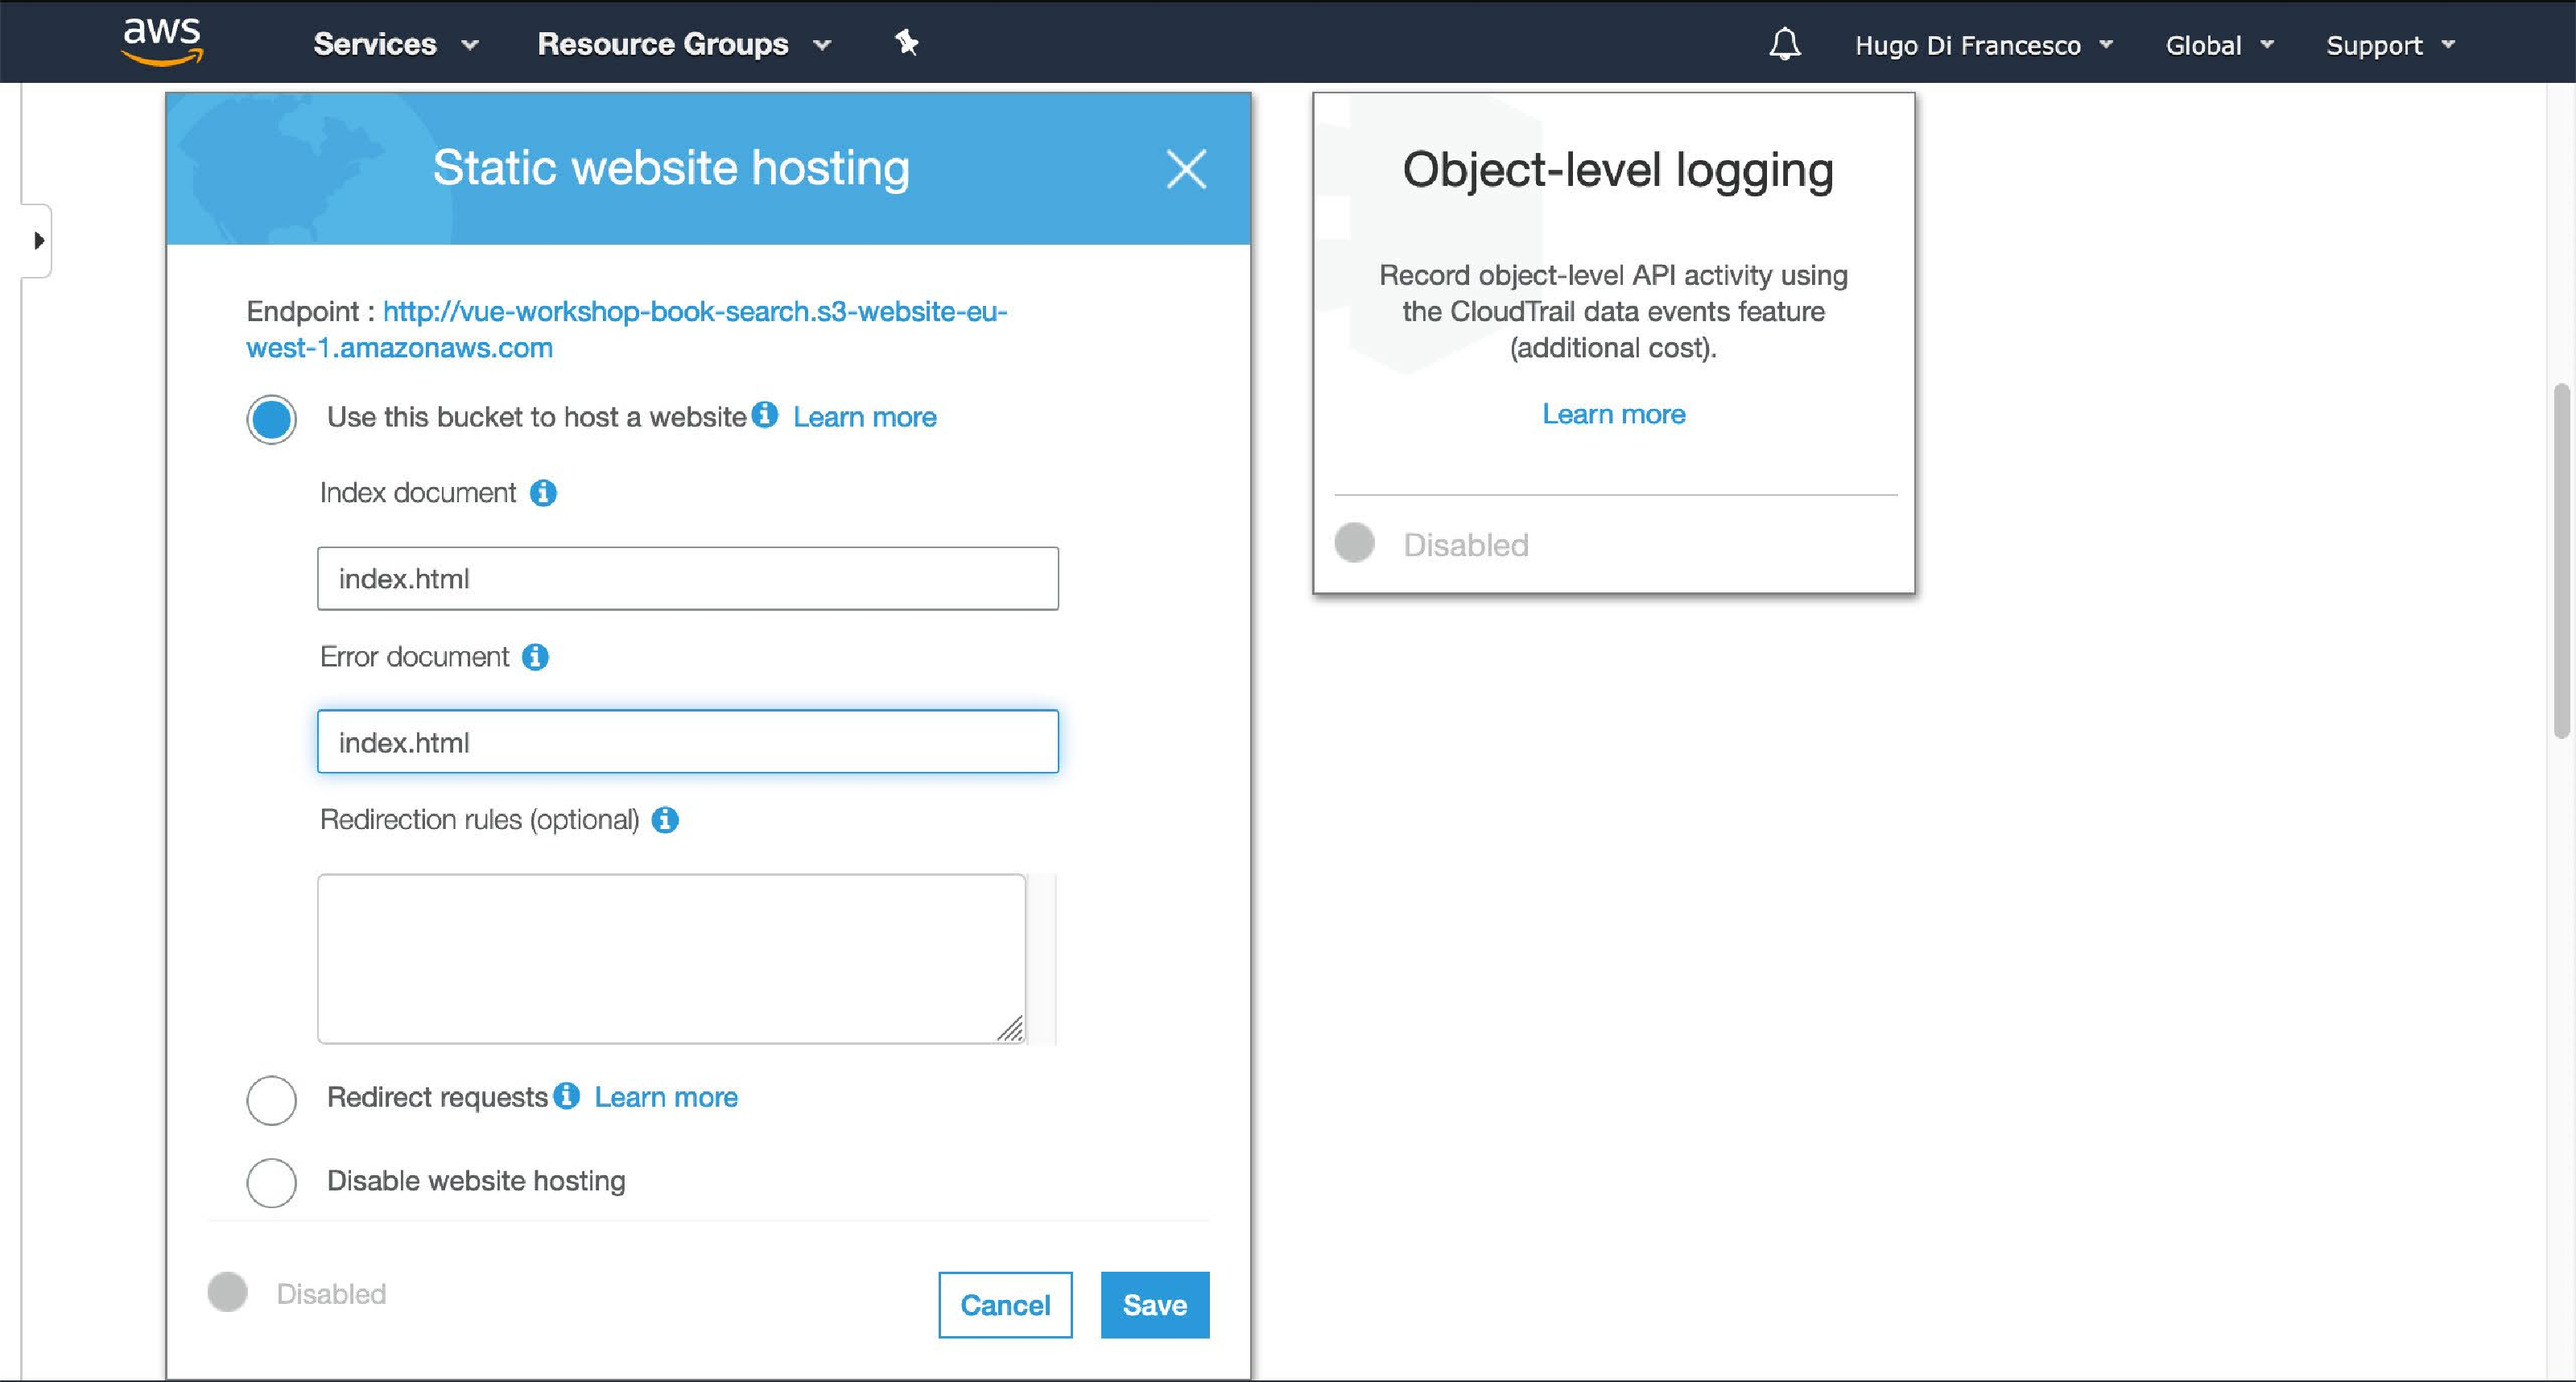 aws Services Resource Groups Hugo Di Francesco Global Support
Static website hosting
Endpoint : http://vue-workshop-book-search.s3-website-eu-
west-1.amazonaws.com
Use this bucket to host a website Learn more
Index document
index.html
Error document
index.html
Redirection rules (optional)
Redirect requests Learn more
Disable website hosting
Disabled
Cancel Save
Object-level logging
Record object-level API activity using
the CloudTrail data events feature
(additional cost).
Learn more
Disabled